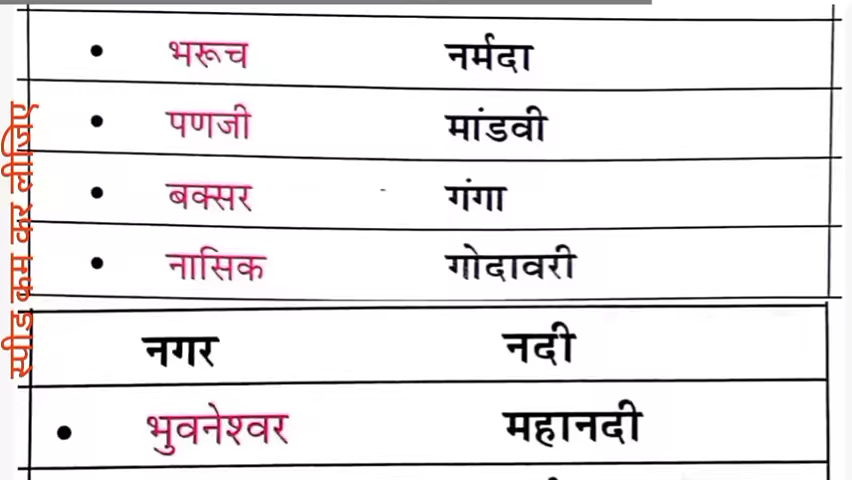 भरूच नर्मदा
पणजी मांडवी
बक्सर गंगा
नासिक गोदावरी
नगर नदी
भुवनेश्वर महानदी
स्पीड कम कर लीजिए